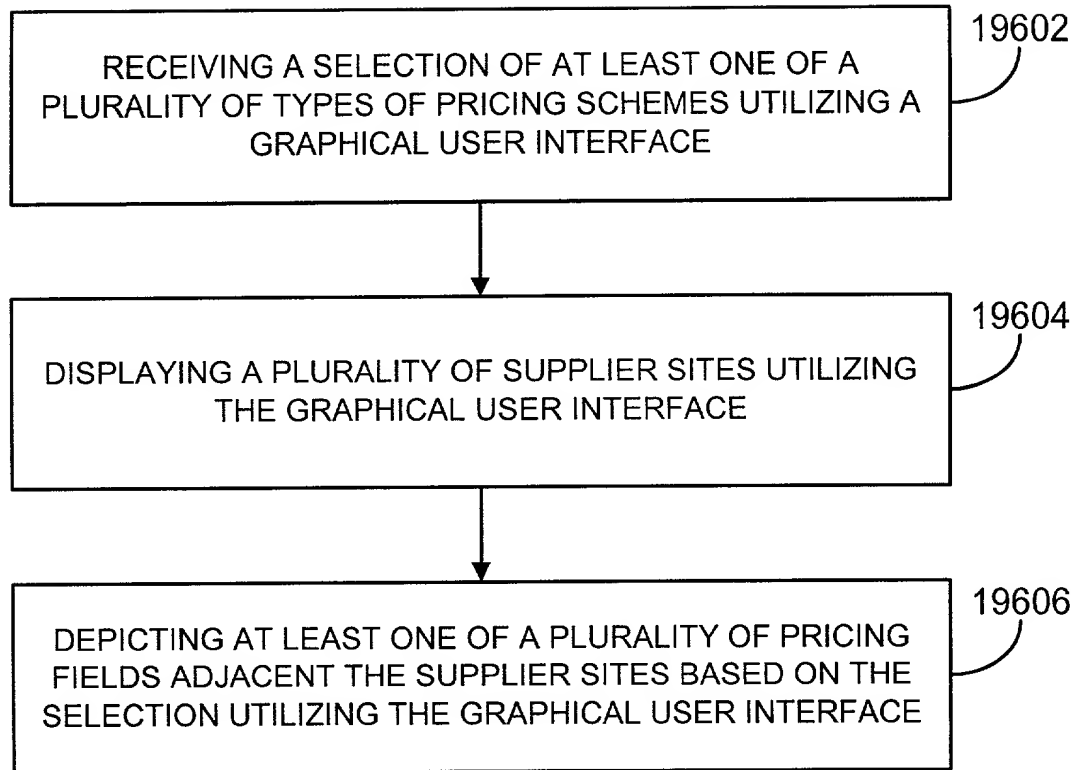 19602
RECEIVING A SELECTION OF AT LEAST ONE OF A
PLURALITY OF TYPES OF PRICING SCHEMES UTILIZING A
GRAPHICAL USER INTERFACE
19604
DISPLAYING A PLURALITY OF SUPPLIER SITES UTILIZING
THE GRAPHICAL USER INTERFACE
19606
DEPICTING AT LEAST ONE OF A PLURALITY OF PRICING
FIELDS ADJACENT THE SUPPLIER SITES BASED ON THE
SELECTION UTILIZING THE GRAPHICAL USER INTERFACE